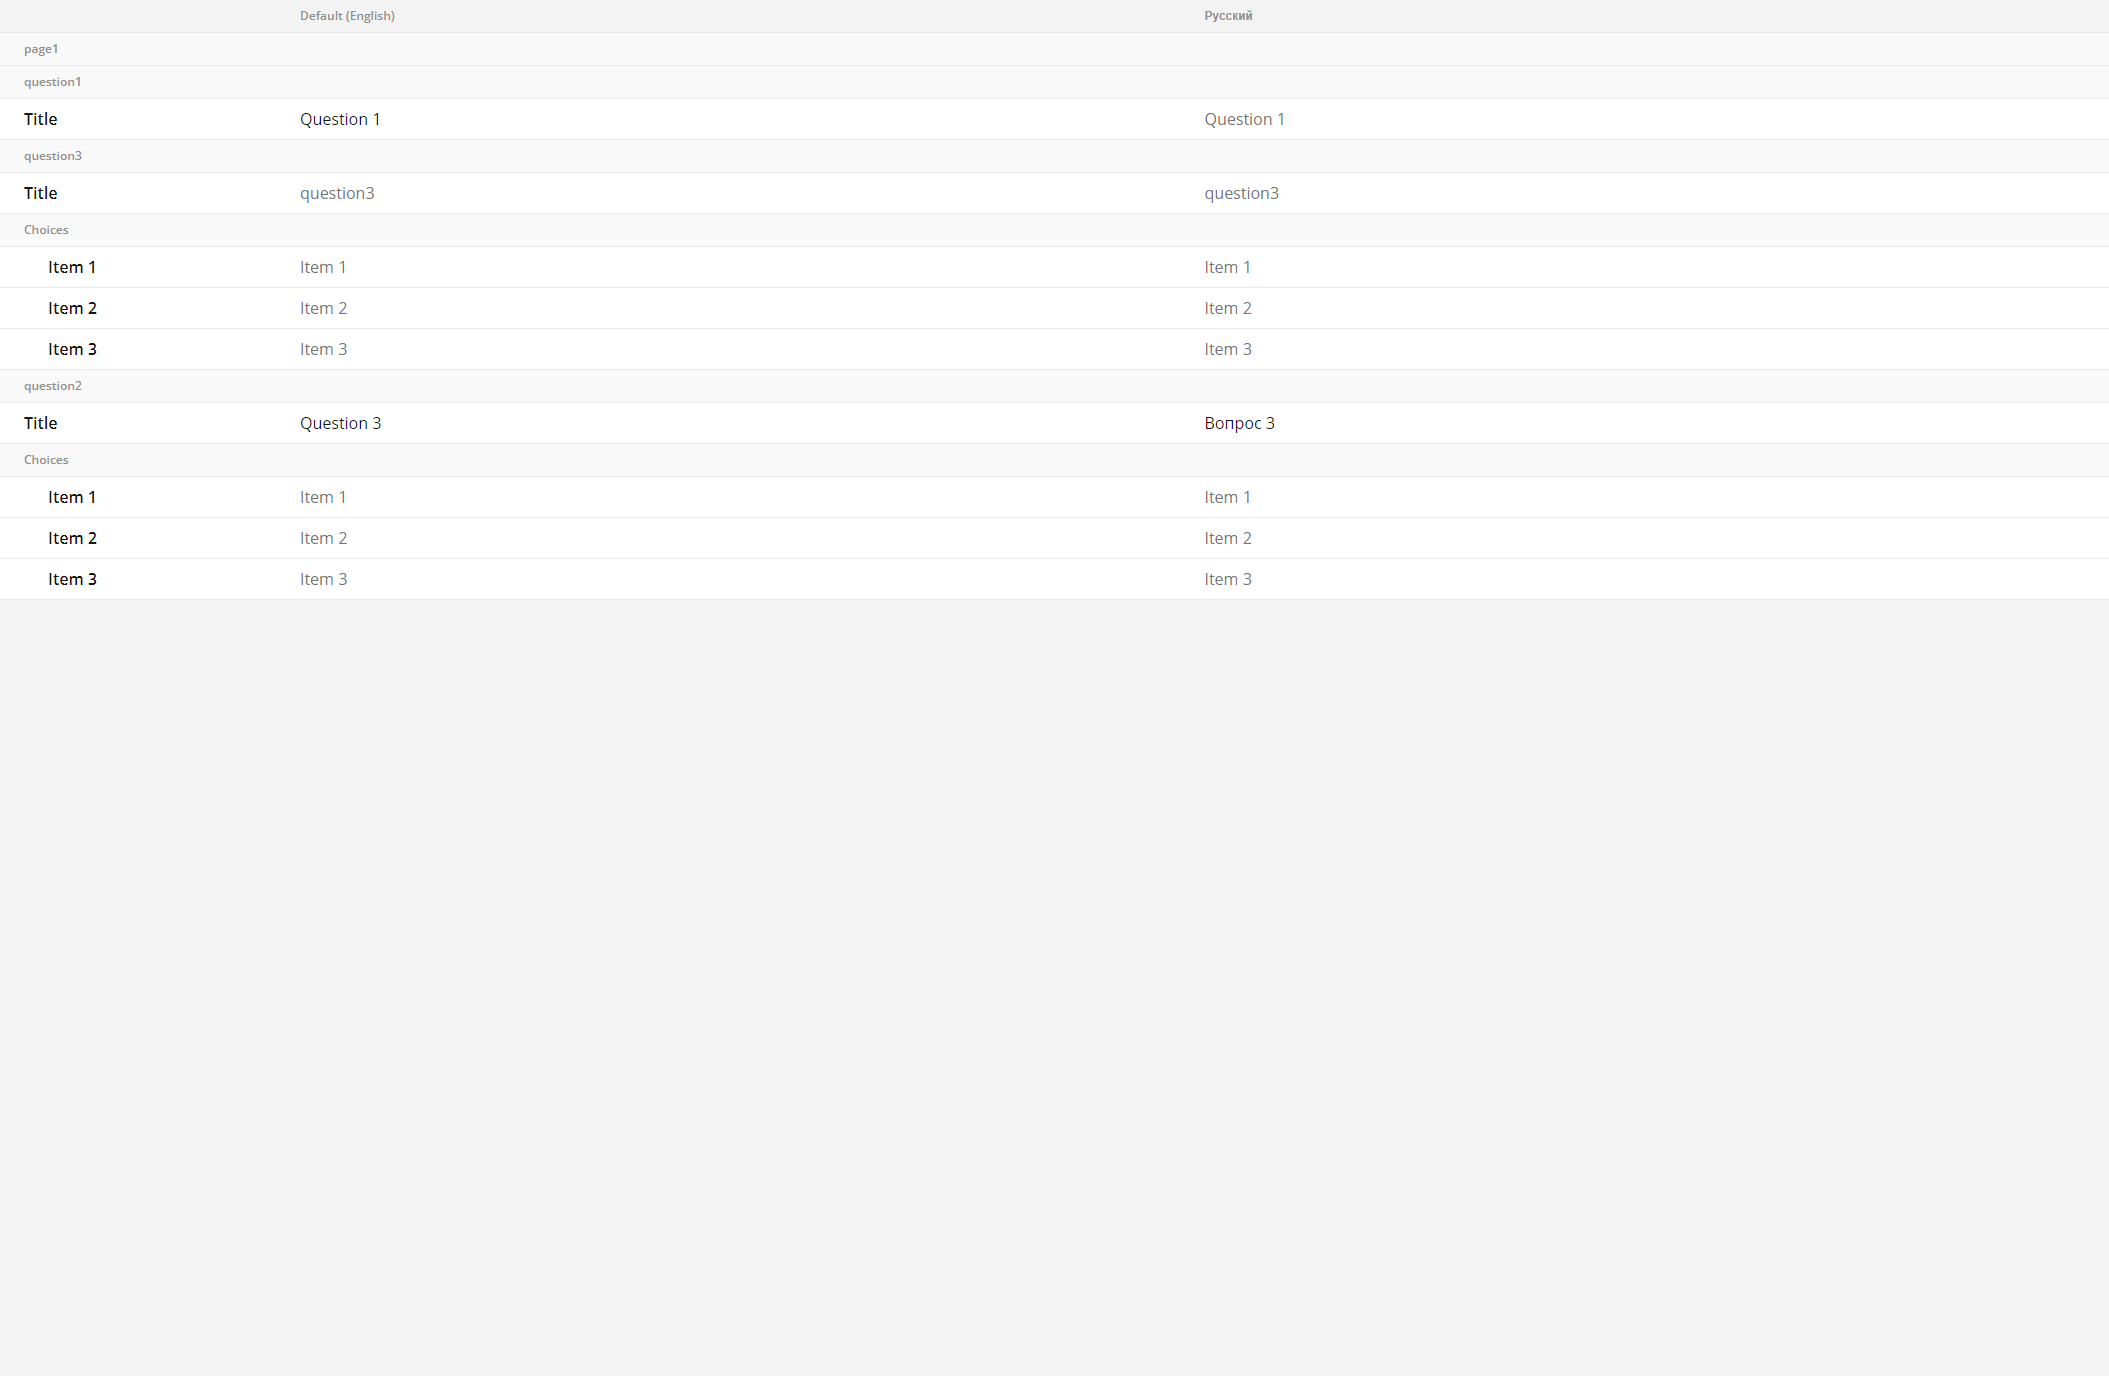 Default (English) Русский
page1
question1
Title Question 1 Question 1
question3
Title question3 question3
Choices
Item 1 Item 1 Item 1
Item 2 Item 2 Item 2
Item 3 Item 3 Item 3
question2
Title Question 3 Вопрос 3
Choices
Item 1 Item 1 Item 1
Item 2 Item 2 Item 2
Item 3 Item 3 Item 3